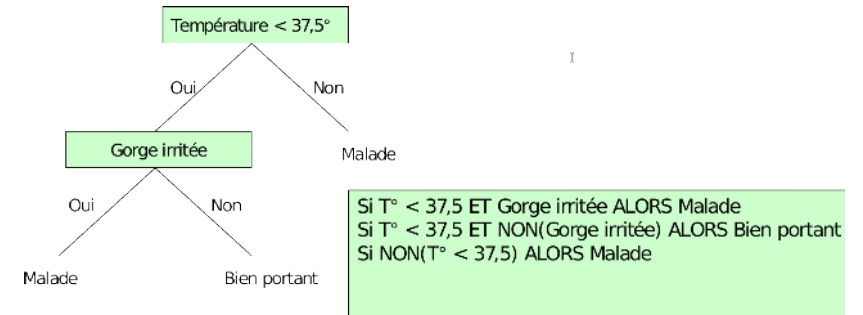 Température < 37,5°
Oui
Non
Gorge irritée
Malade
Oui
Non
Malade
Bien portant
Si T° < 37,5 ET Gorge irritée ALORS Malade
Si T° < 37,5 ET NON(Gorge irritée) ALORS Bien portant
Si NON(T° < 37,5) ALORS Malade